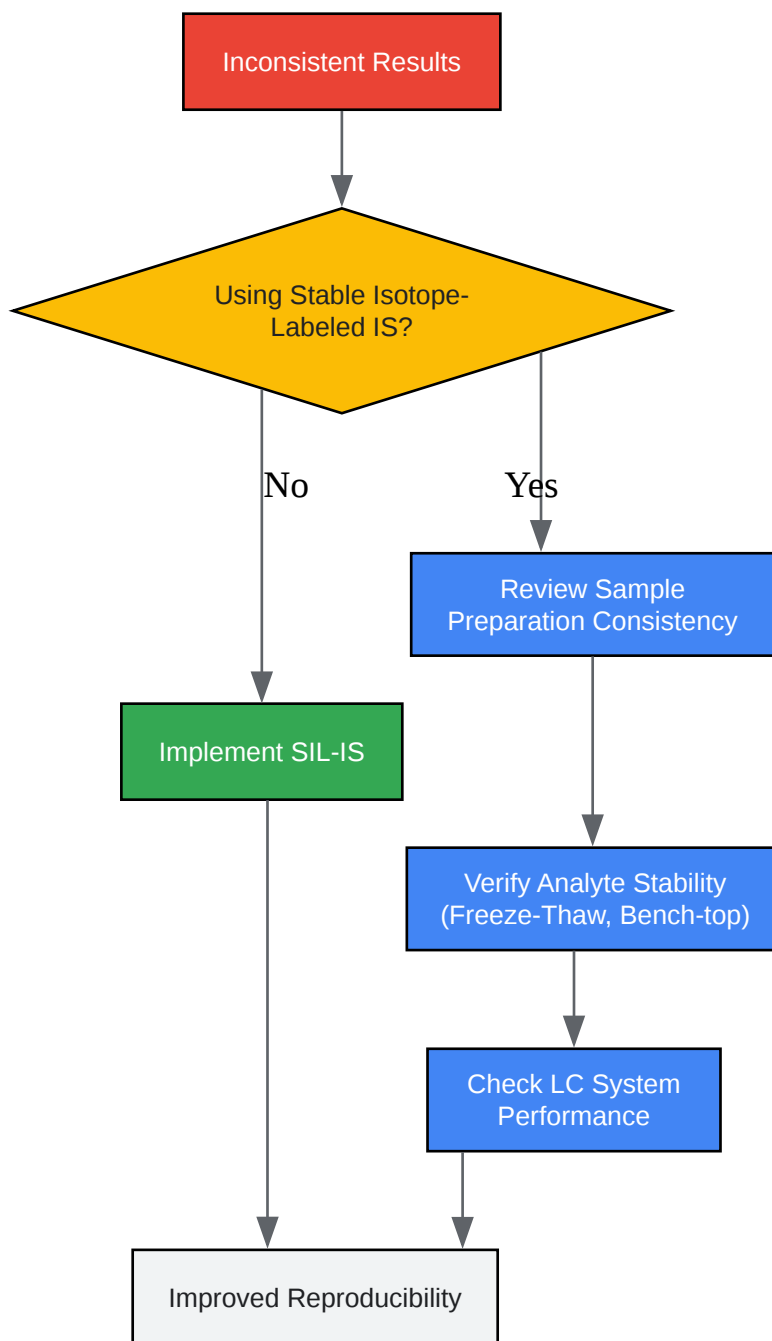 Inconsistent Results
Using Stable Isotope-
Labeled IS?
No
Yes
Review Sample
Preparation Consistency
Implement SIL-IS
Verify Analyte Stability
(Freeze-Thaw, Bench-top)
Check LC System
Performance
Improved Reproducibility